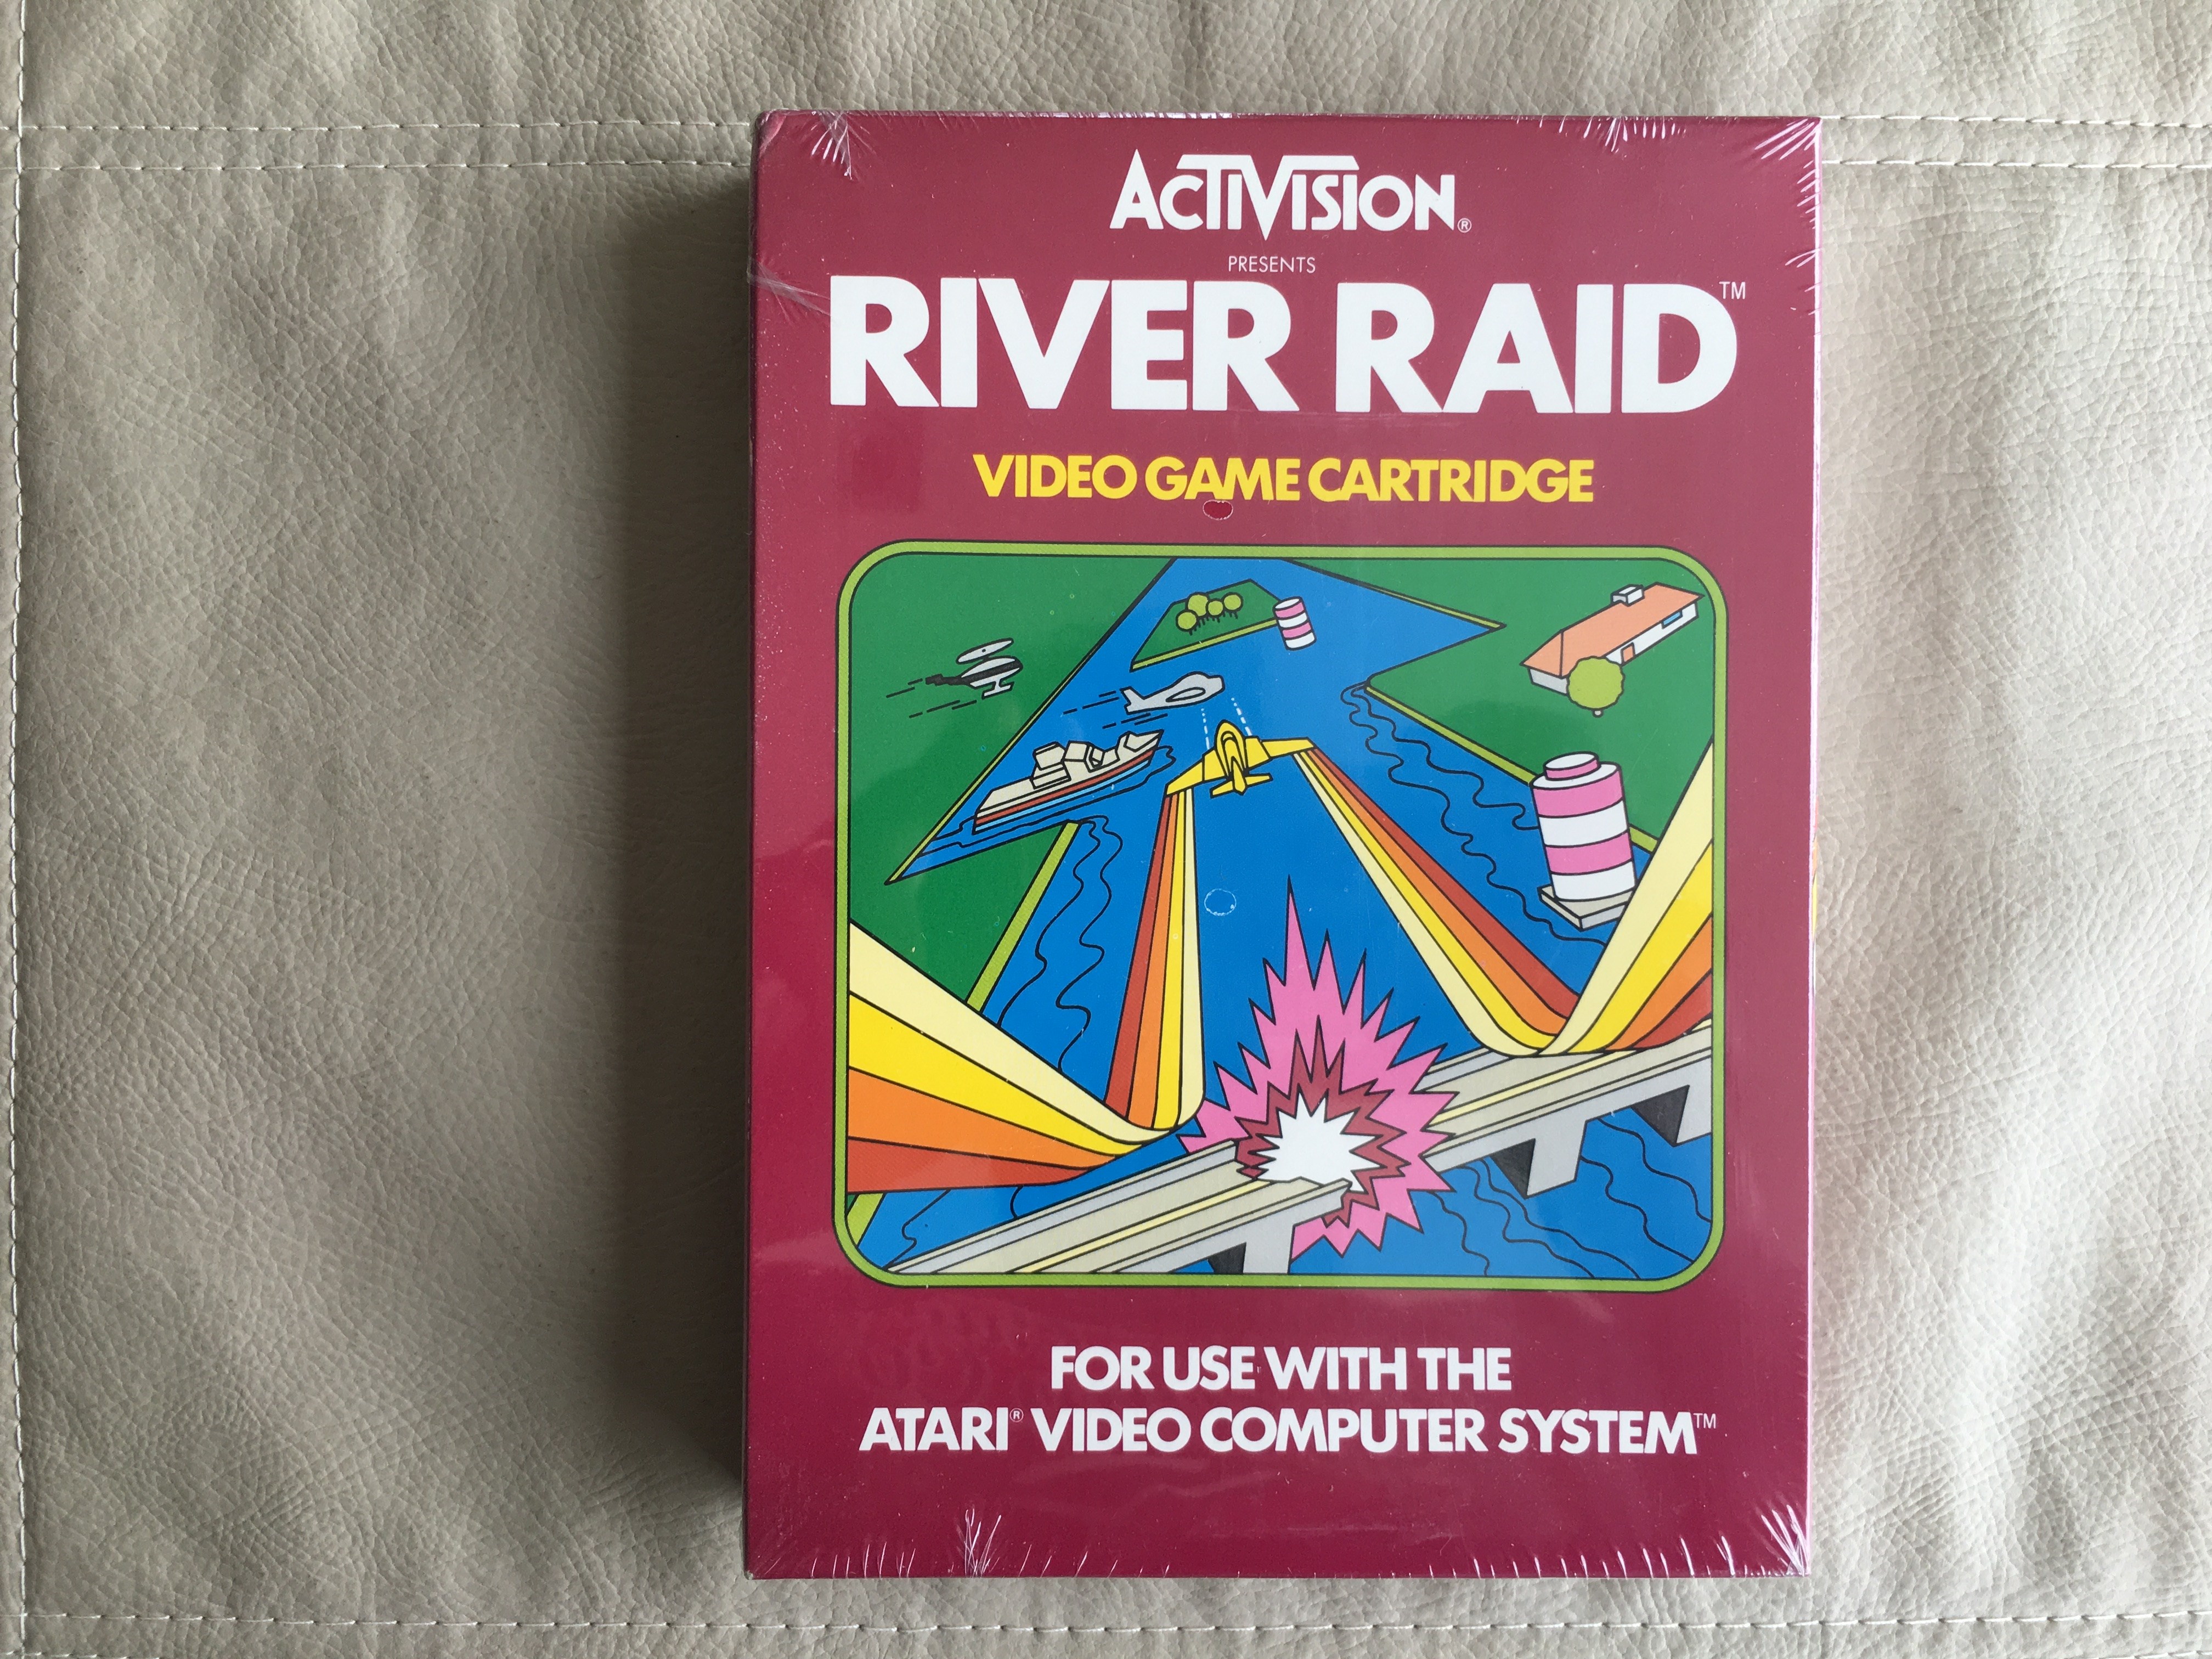 ACTIVISION®
PRESENTS
RIVER RAID™
VIDEO GAME CARTRIDGE
FOR USE WITH THE
ATARI® VIDEO COMPUTER SYSTEM™